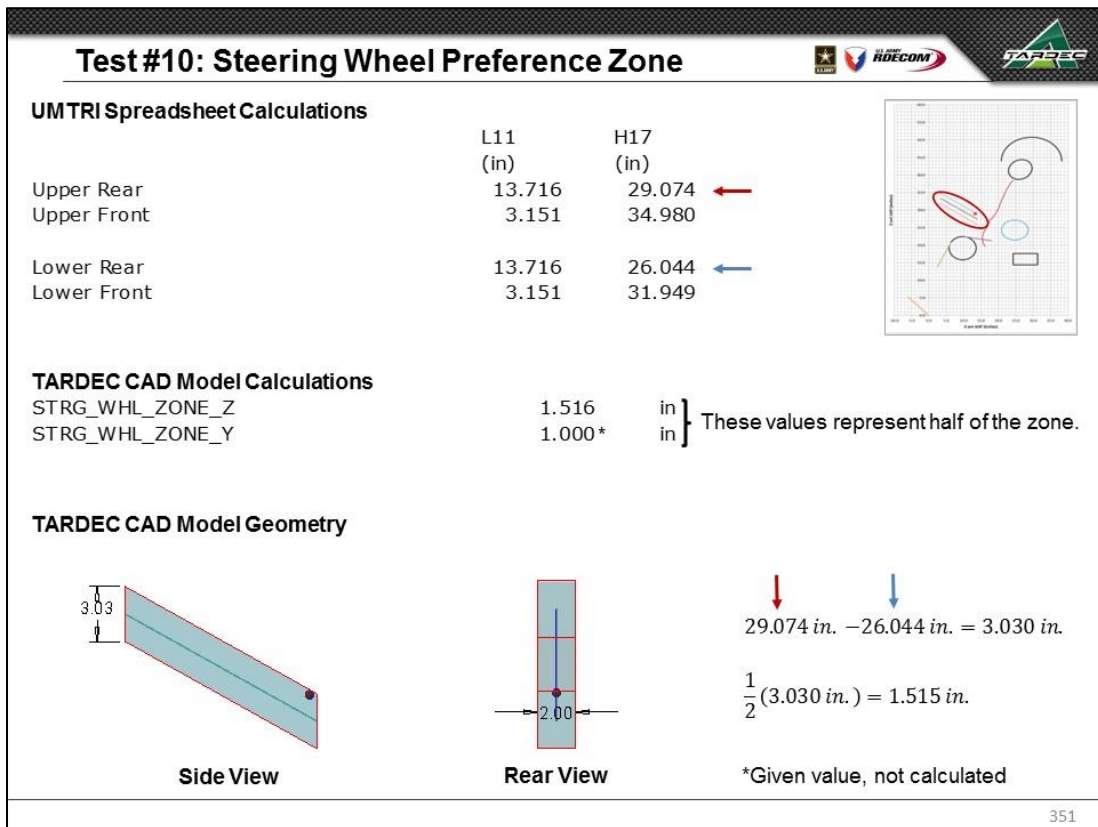 Test #10: Steering Wheel Preference Zone
U.S. ARMY
U.S. ARMY
RDECOM
TARDEC
UMTRI Spreadsheet Calculations
L11 H17
(in) (in)
Upper Rear 13.716 29.074
Upper Front 3.151 34.980
Lower Rear 13.716 26.044
Lower Front 3.151 31.949
TARDEC CAD Model Calculations
STRG_WHL_ZONE_Z 1.516 in
STRG_WHL_ZONE_Y 1.000* in
These values represent half of the zone.
TARDEC CAD Model Geometry
3.03
2.00
29.074 in. −26.044 in. = 3.030 in.
1/2 (3.030 in.) = 1.515 in.
Side View
Rear View
*Given value, not calculated
351